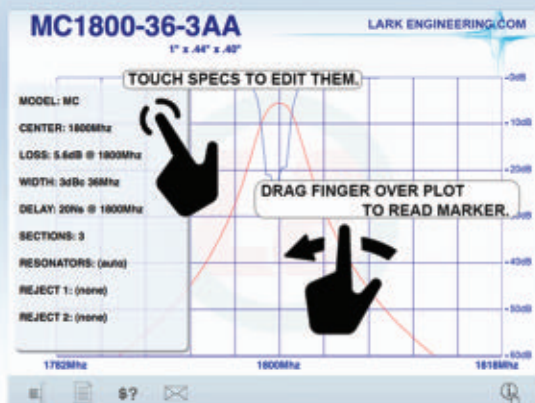 MC1800-36-3AA
1" x .44" x .40"
LARK ENGINEERING.COM
TOUCH SPECS TO EDIT THEM.
MODEL: MC
CENTER: 1800Mhz
LOSS: 5.6dB @ 1800Mhz
WIDTH: 3dBc 36Mhz
DELAY: 20Ns @ 1800Mhz
SECTIONS: 3
RESONATORS: (auto)
REJECT 1: (none)
REJECT 2: (none)
DRAG FINGER OVER PLOT
TO READ MARKER.
-0dB
-10dB
-20dB
-30dB
-40dB
-50dB
-60dB
1782Mhz
1800Mhz
1818Mhz
$?